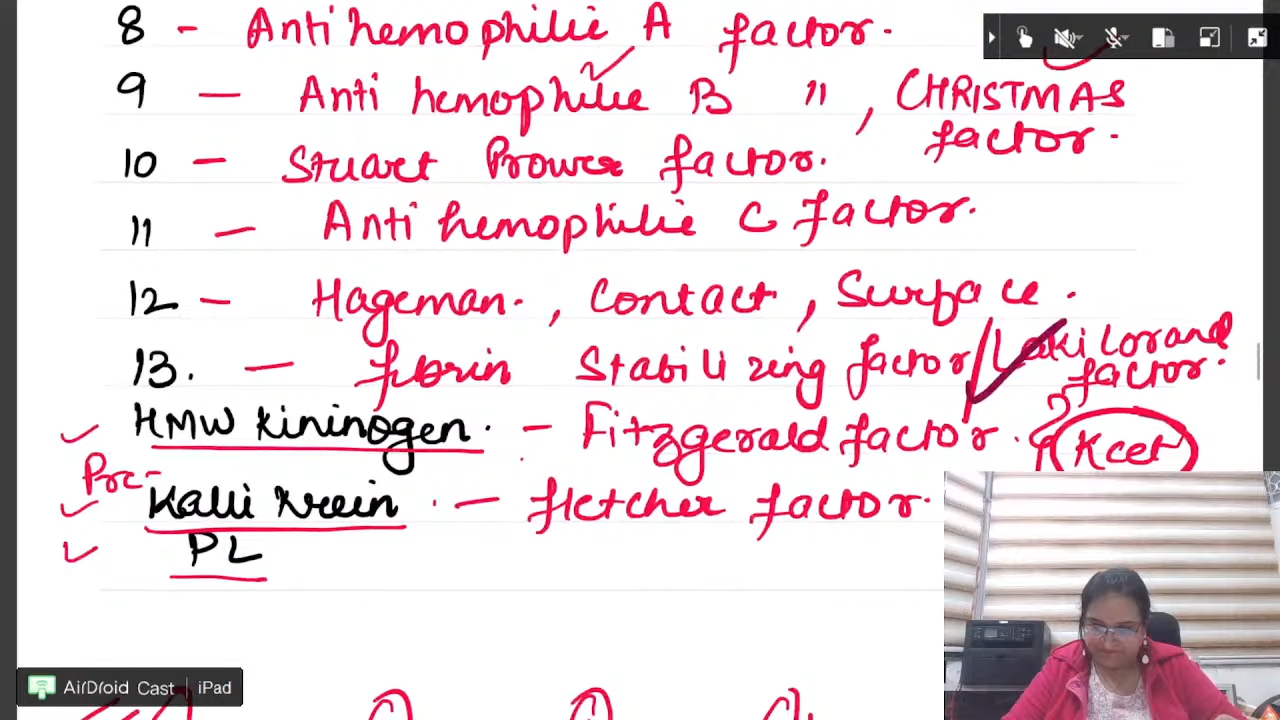 8 - Antihemophilic A factor.
9 - Anti hemophilic B ", CHRISTMAS factor.
10 - Stuart Prower factor.
11 - Anti hemophilic C factor.
12 - Hageman, Contact, Surface.
13. - fibrin Stabilizing factor / Laki Lorand factor.
HMW Kininogen. - Fitzgerald factor. Kcet
Pre-
Kallikrein. - fletcher factor.
PL
AirDroid Cast | iPad